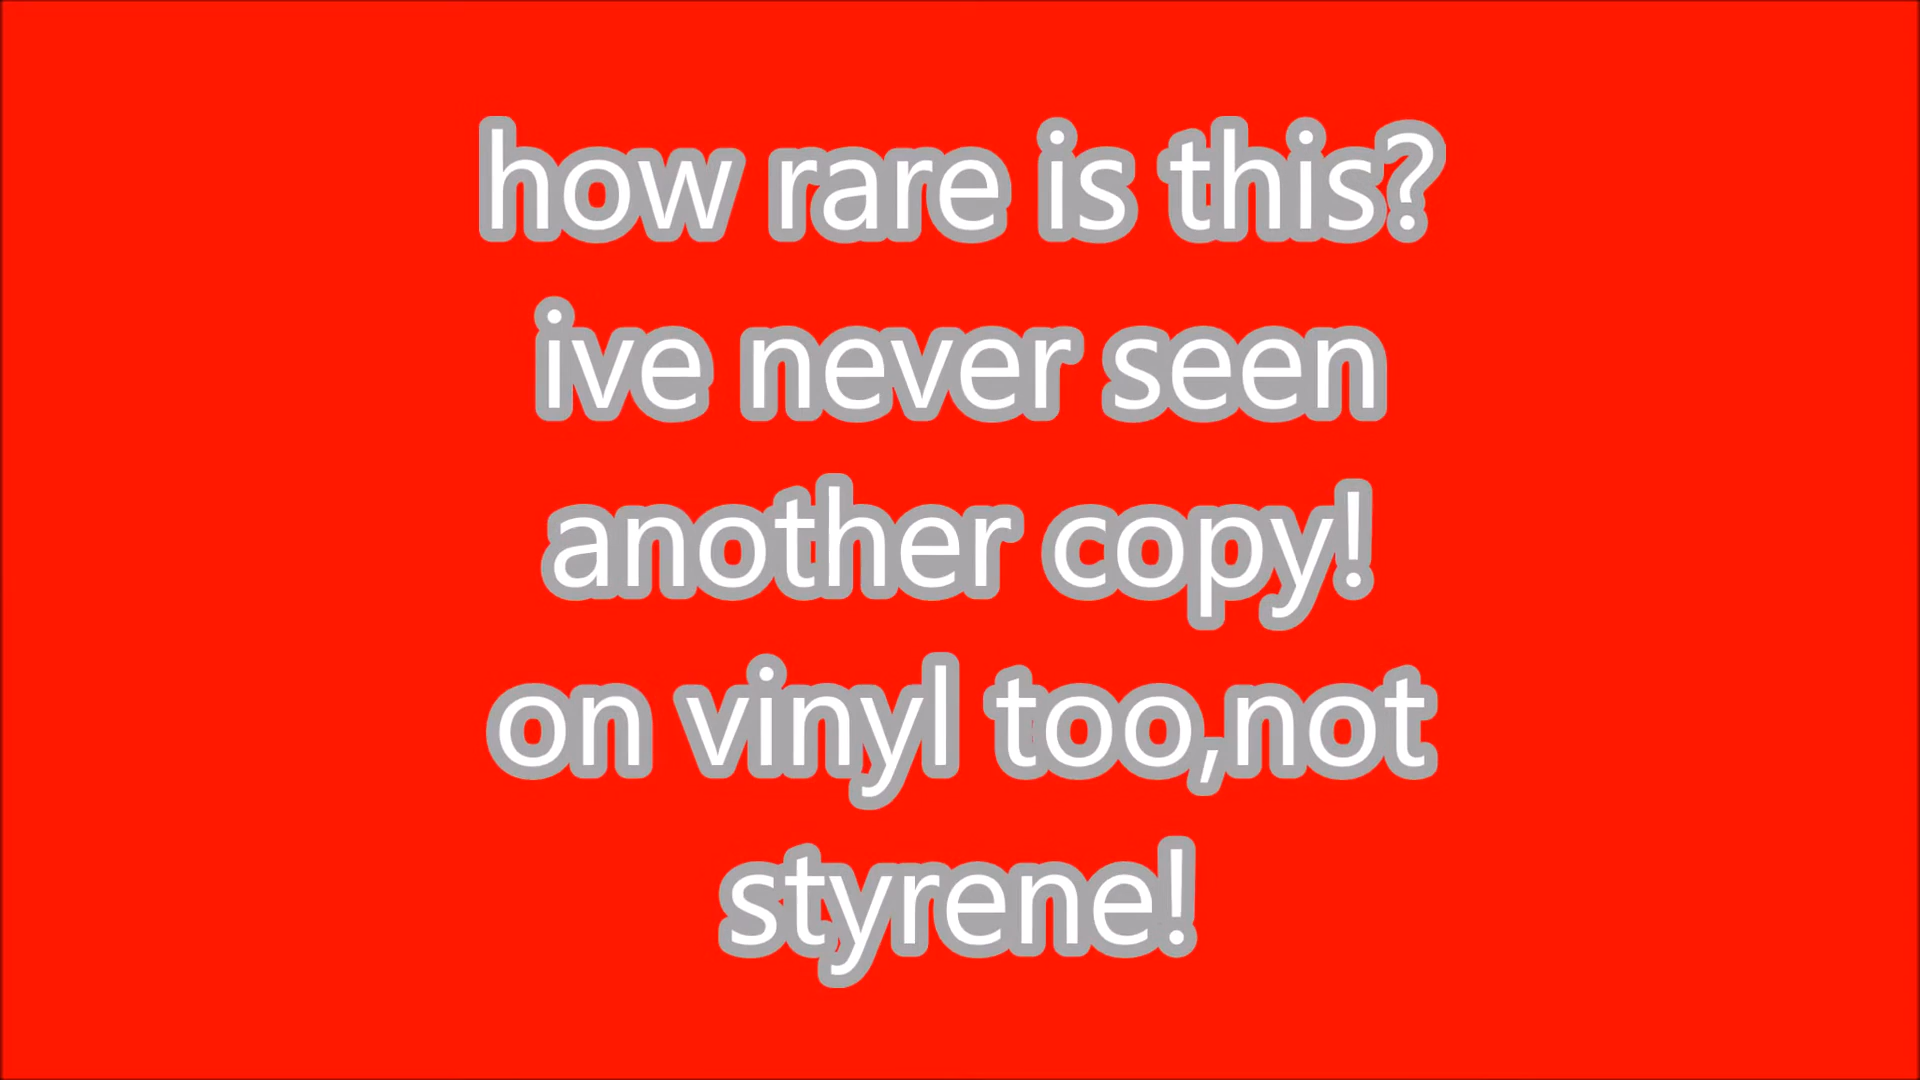 how rare is this?
ive never seen
another copy!
on vinyl too,not
styrene!